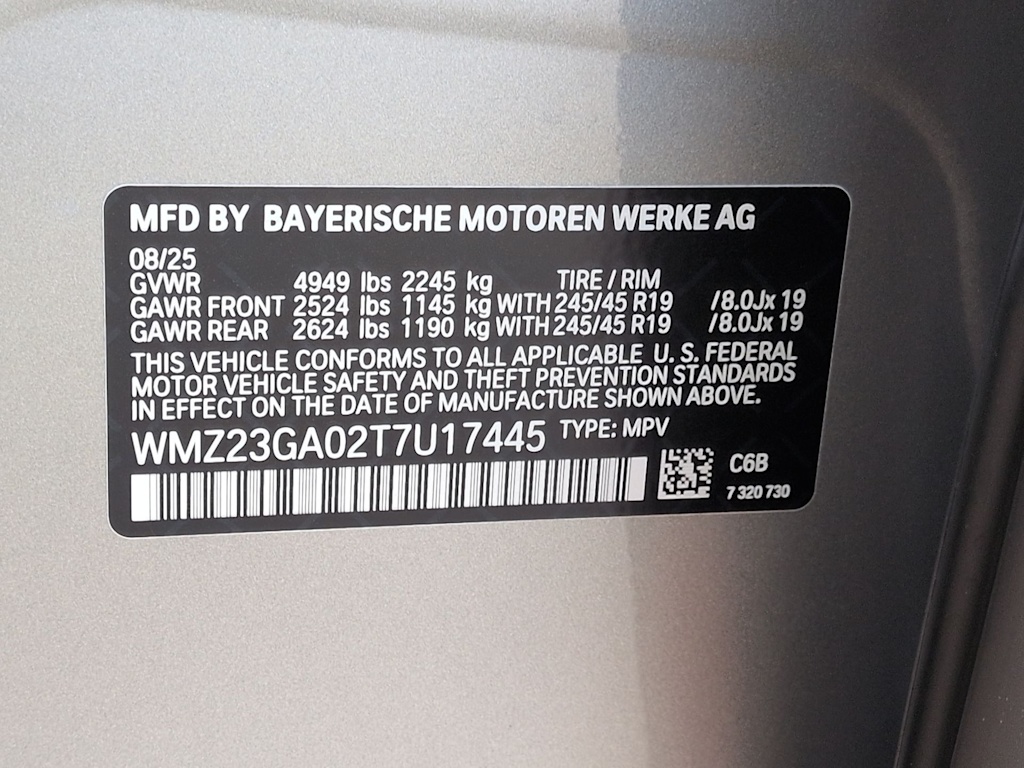 MFD BY BAYERISCHE MOTOREN WERKE AG
08/25
GVWR 4949 lbs 2245 kg TIRE / RIM
GAWR FRONT 2524 lbs 1145 kg WITH 245/45 R19 /8.0Jx 19
GAWR REAR 2624 lbs 1190 kg WITH 245/45 R19 /8.0Jx 19
THIS VEHICLE CONFORMS TO ALL APPLICABLE U. S. FEDERAL
MOTOR VEHICLE SAFETY AND THEFT PREVENTION STANDARDS
IN EFFECT ON THE DATE OF MANUFACTURE SHOWN ABOVE.
WMZ23GA02T7U17445 TYPE: MPV
C6B
7 320 730